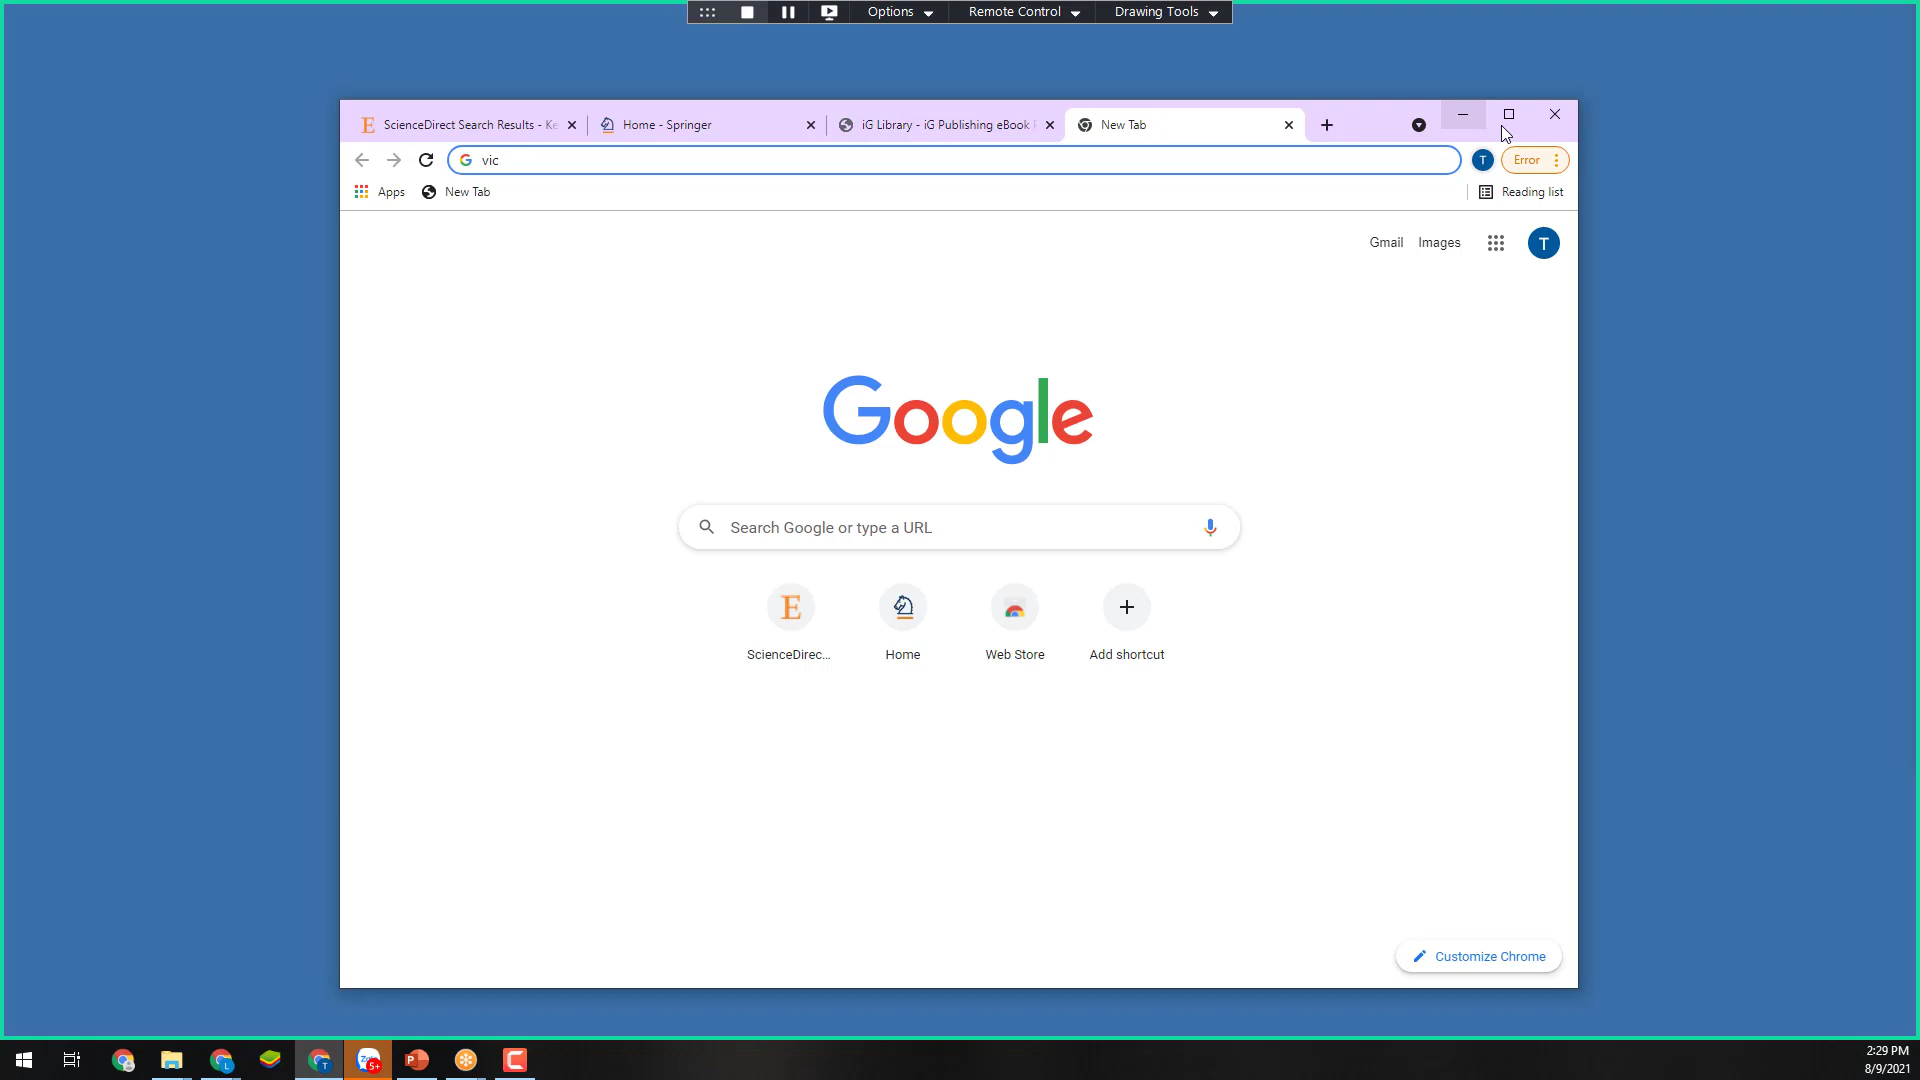 Options
Remote Control
Drawing Tools
ScienceDirect Search Results - Ke
Home - Springer
iG Library - iG Publishing eBook
New Tab
vic
T
Error
Apps
New Tab
Reading list
Gmail
Images
T
Google
Search Google or type a URL
E
ScienceDirec...
Home
Web Store
Add shortcut
Customize Chrome
L
T
Zalo
5+
P
2:29 PM
8/9/2021